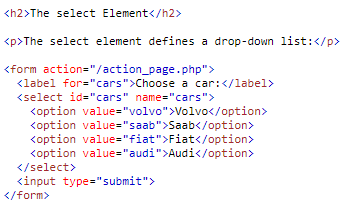 <h2>The select Element</h2>
<p>The select element defines a drop-down list:</p>
<form action="/action_page.php">
<label for="cars">Choose a car:</label>
<select id="cars" name="cars">
<option value="volvo">Volvo</option>
<option value="saab">Saab</option>
<option value="fiat">Fiat</option>
<option value="audi">Audi</option>
</select>
<input type="submit">
</form>